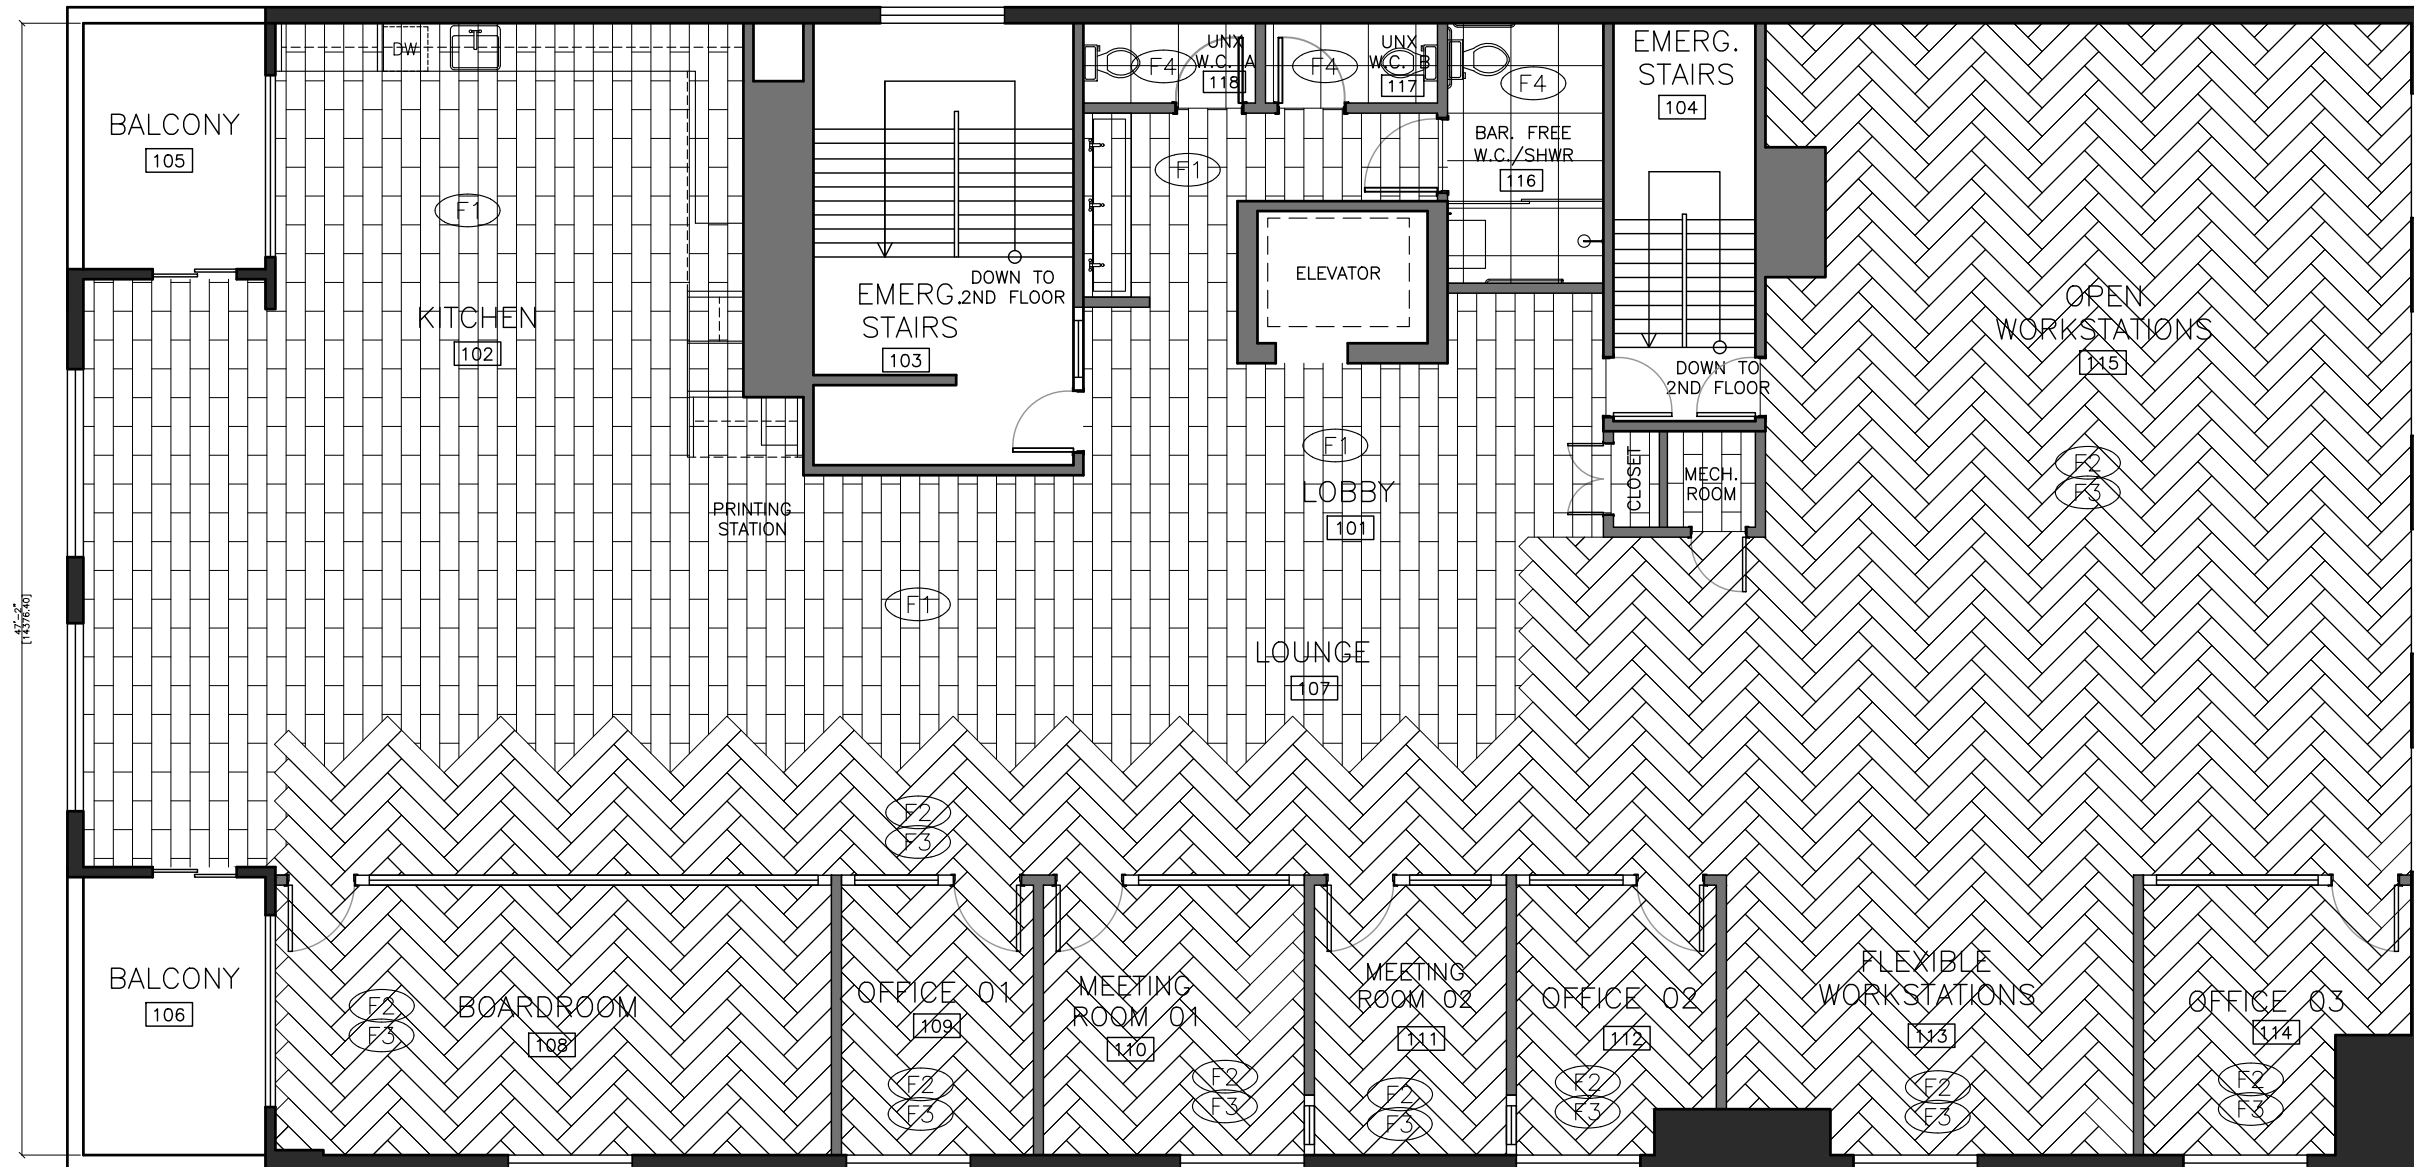 DW
UNX
W.C. A
118
F4
F4
UNX
W.C. B
117
F4
EMERG.
STAIRS
104
BALCONY
105
F1
BAR. FREE
W.C./SHWR
116
F1
ELEVATOR
KITCHEN
102
EMERG.
STAIRS
103
DOWN TO
2ND FLOOR
OPEN
WORKSTATIONS
115
DOWN TO
2ND FLOOR
F1
LOBBY
101
CLOSET
MECH.
ROOM
F2
F3
PRINTING
STATION
47'-2"
[14376.40]
F1
LOUNGE
107
F2
F3
BALCONY
106
F2
F3
BOARDROOM
108
OFFICE 01
109
F2
F3
MEETING
ROOM 01
110
F2
F3
MEETING
ROOM 02
111
F2
F3
OFFICE 02
112
F2
F3
FLEXIBLE
WORKSTATIONS
113
F2
F3
OFFICE 03
114
F2
F3